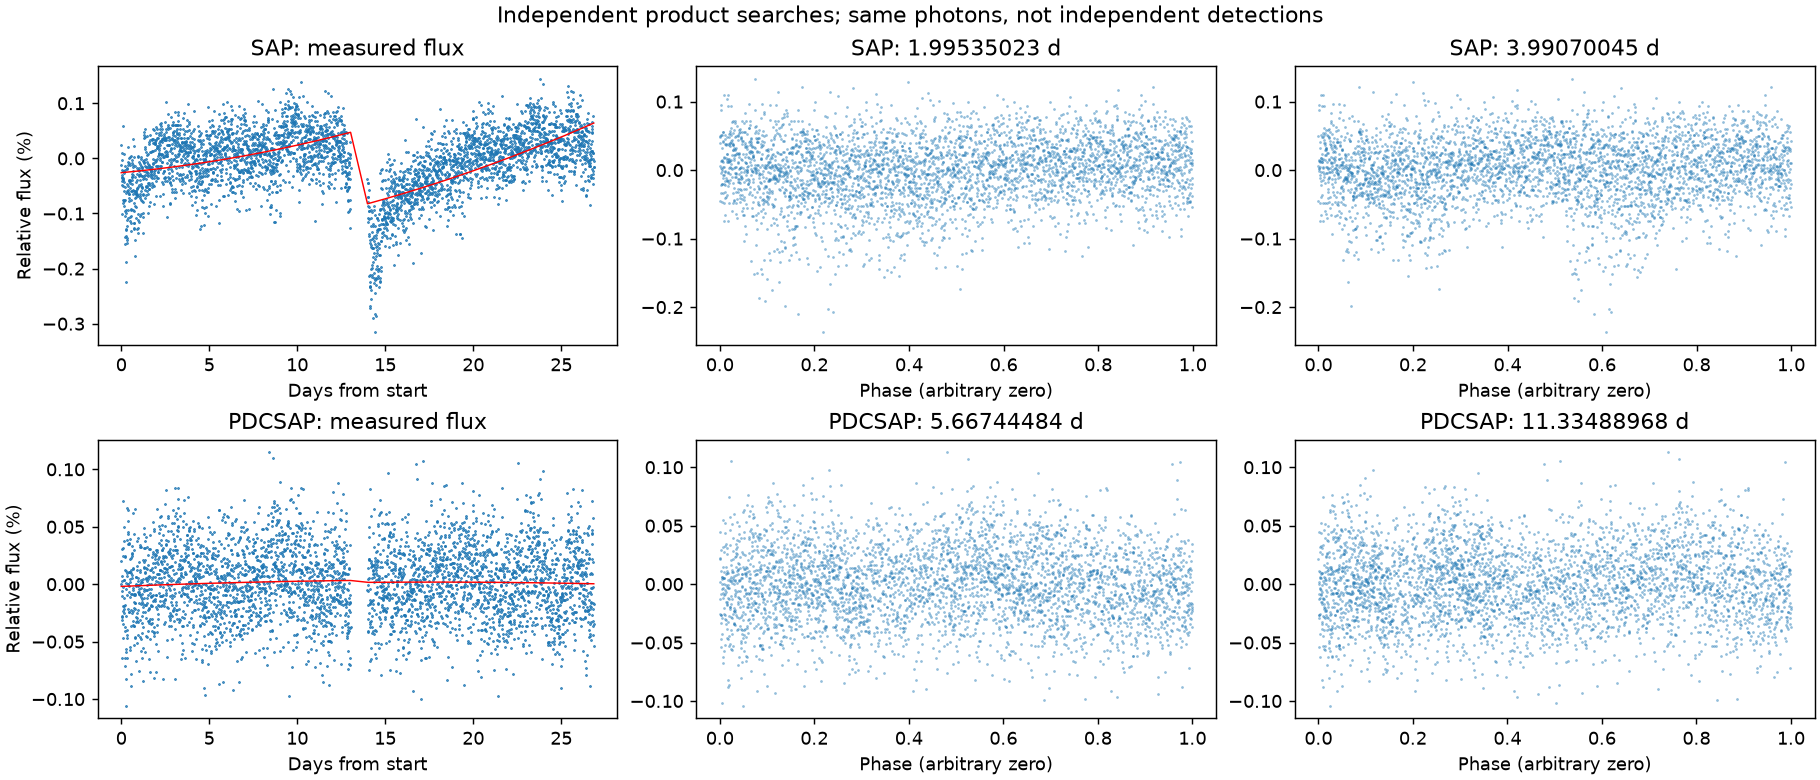 Independent product searches; same photons, not independent detections
SAP: measured flux
SAP: 1.99535023 d
SAP: 3.99070045 d
Relative flux (%)
0.1
0.0
−0.1
−0.2
−0.3
0.1
0.0
−0.1
−0.2
0.1
0.0
−0.1
−0.2
0 5 10 15 20 25
0.0 0.2 0.4 0.6 0.8 1.0
0.0 0.2 0.4 0.6 0.8 1.0
Days from start
Phase (arbitrary zero)
Phase (arbitrary zero)
PDCSAP: measured flux
PDCSAP: 5.66744484 d
PDCSAP: 11.33488968 d
Relative flux (%)
0.10
0.05
0.00
−0.05
−0.10
0.10
0.05
0.00
−0.05
−0.10
0.10
0.05
0.00
−0.05
−0.10
0 5 10 15 20 25
0.0 0.2 0.4 0.6 0.8 1.0
0.0 0.2 0.4 0.6 0.8 1.0
Days from start
Phase (arbitrary zero)
Phase (arbitrary zero)